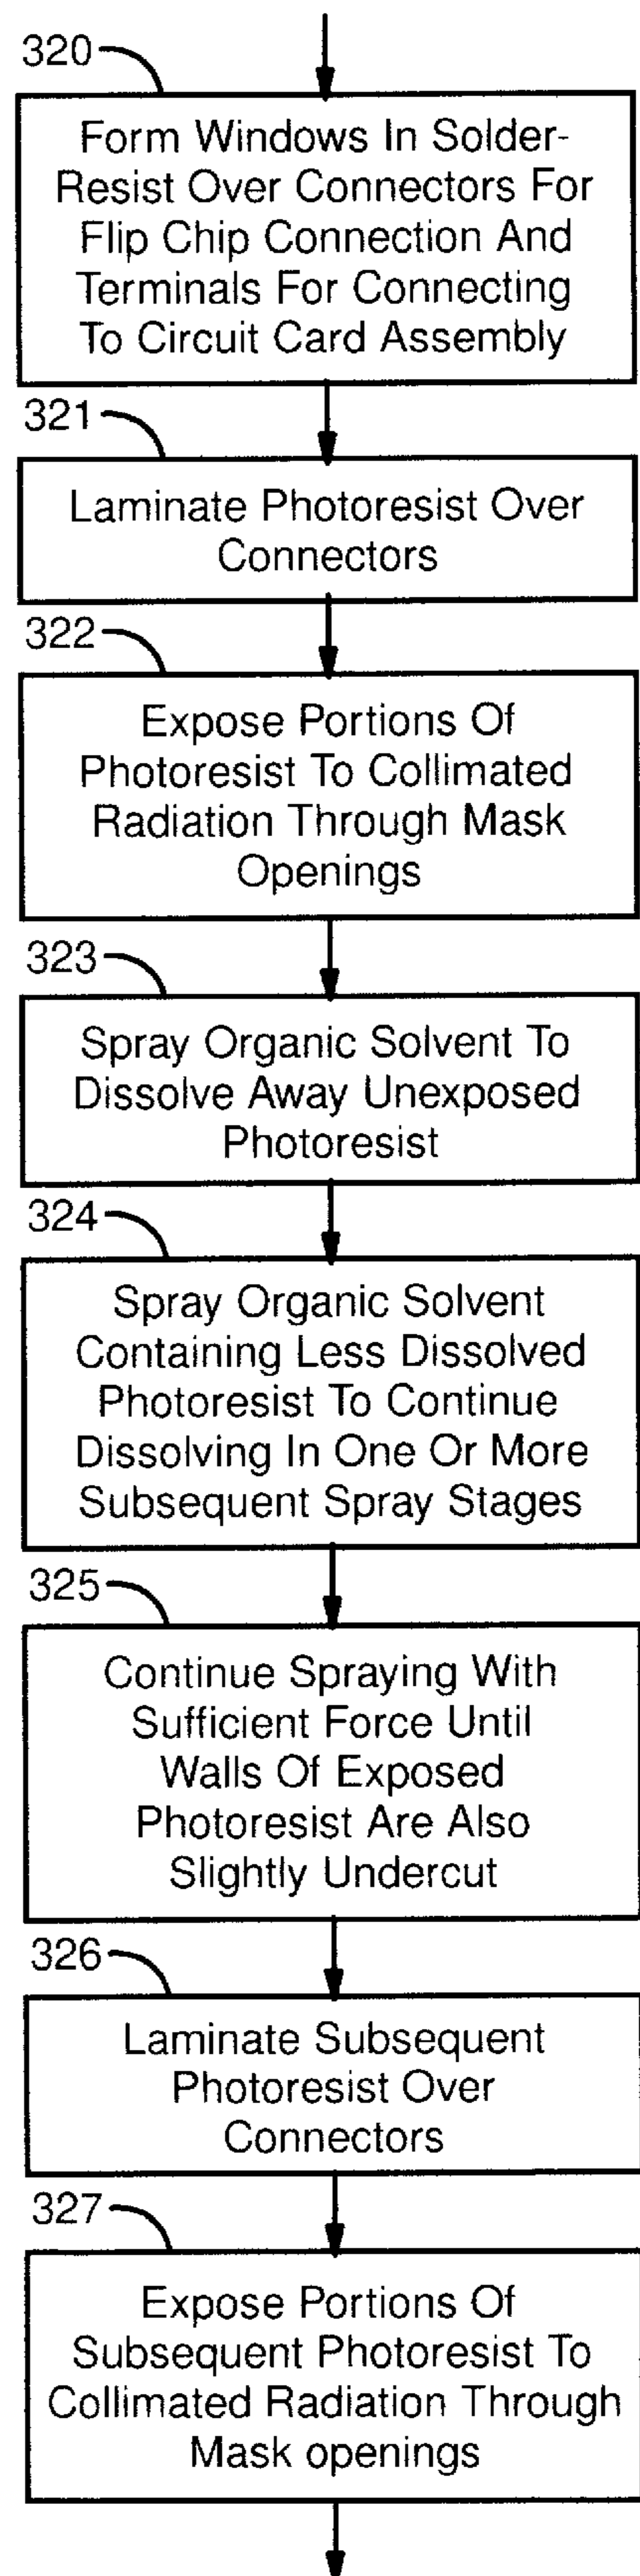 320
Form Windows In Solder-
Resist Over Connectors For
Flip Chip Connection And
Terminals For Connecting
To Circuit Card Assembly
321
Laminate Photoresist Over
Connectors
322
Expose Portions Of
Photoresist To Collimated
Radiation Through Mask
Openings
323
Spray Organic Solvent To
Dissolve Away Unexposed
Photoresist
324
Spray Organic Solvent
Containing Less Dissolved
Photoresist To Continue
Dissolving In One Or More
Subsequent Spray Stages
325
Continue Spraying With
Sufficient Force Until
Walls Of Exposed
Photoresist Are Also
Slightly Undercut
326
Laminate Subsequent
Photoresist Over
Connectors
327
Expose Portions Of
Subsequent Photoresist To
Collimated Radiation Through
Mask openings